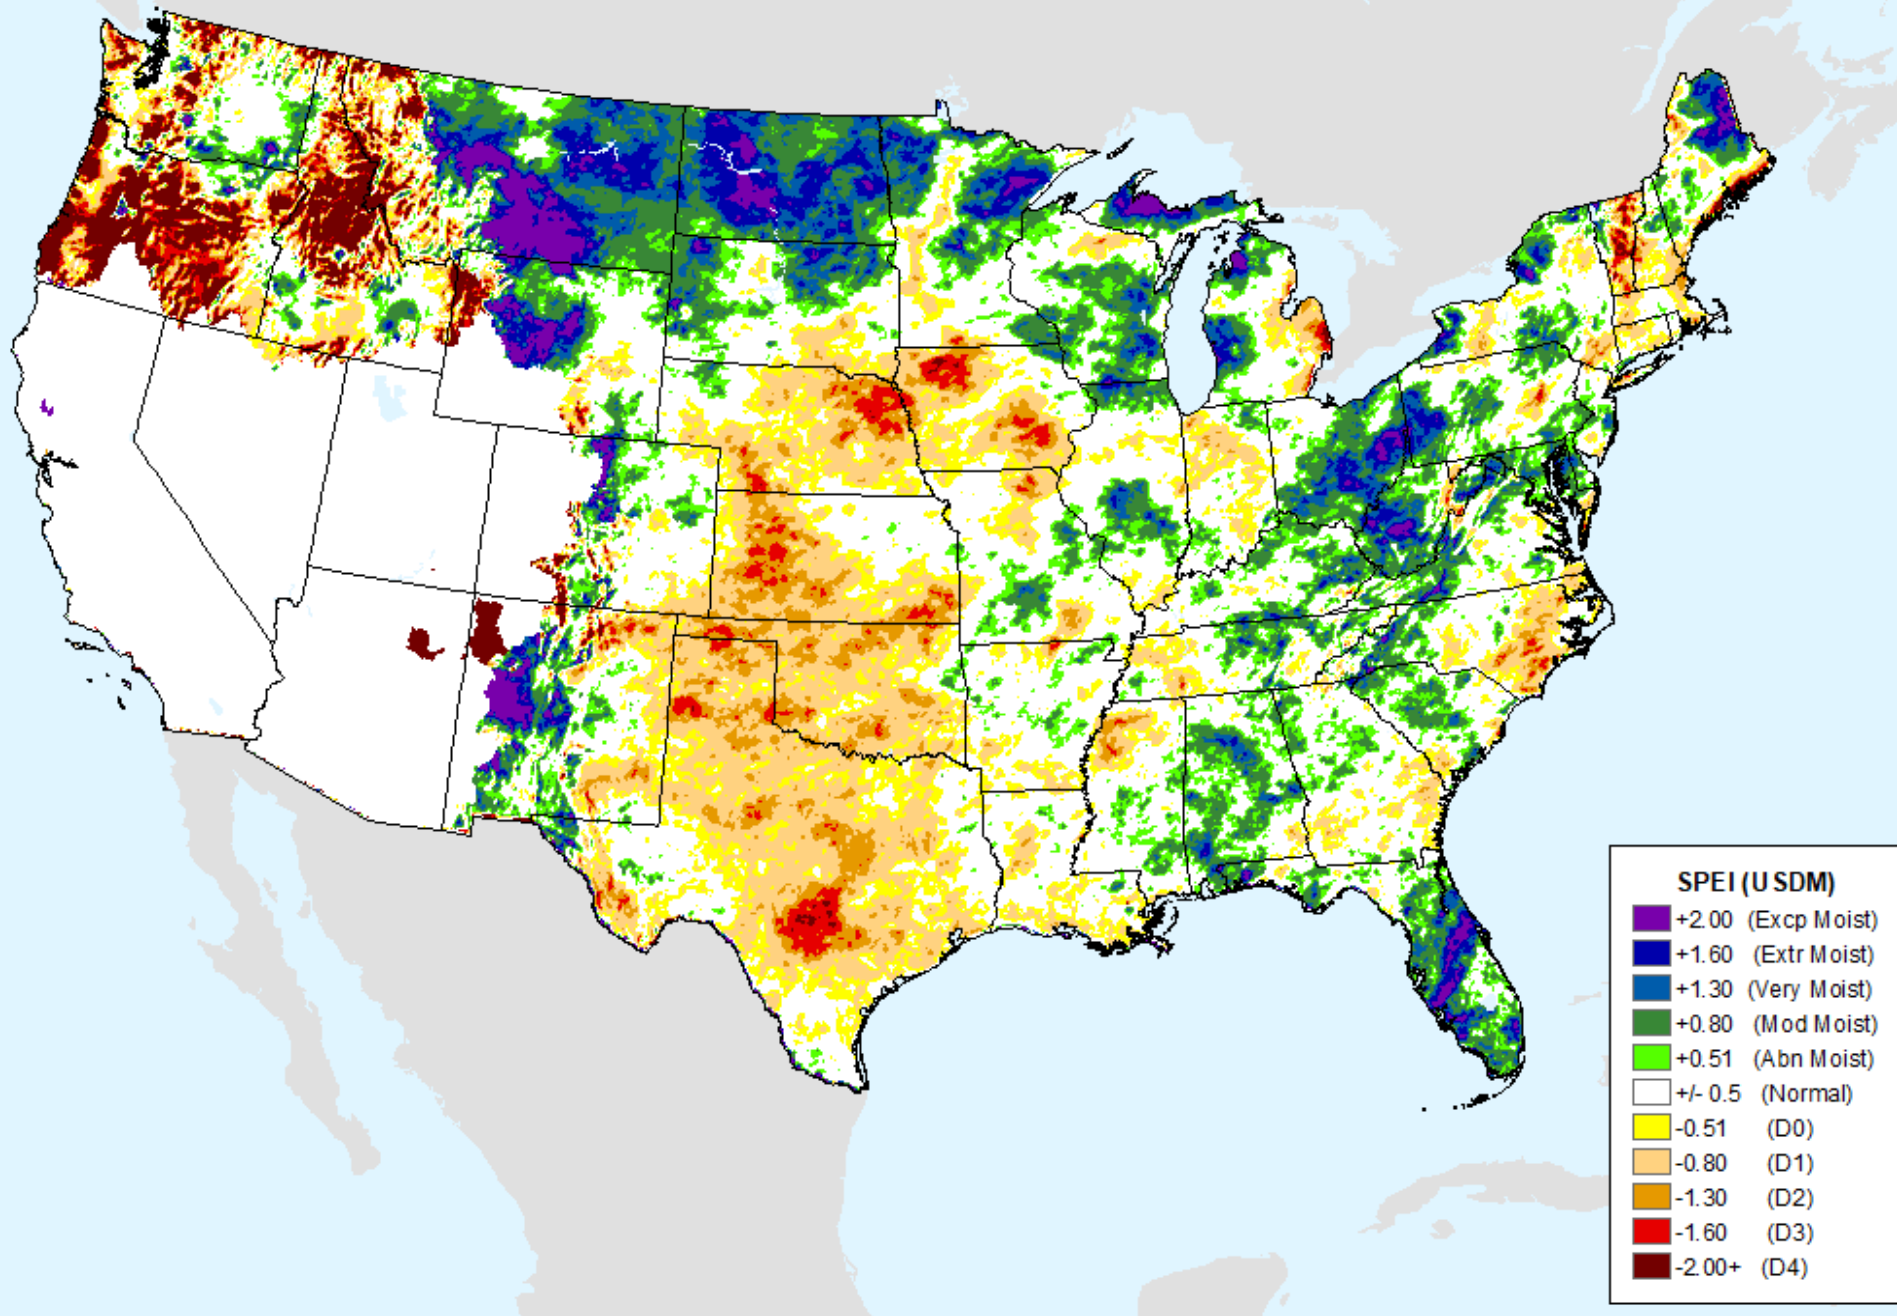 SPEI (USDM)
+2.00 (Excp Moist)
+1.60 (Extr Moist)
+1.30 (Very Moist)
+0.80 (Mod Moist)
+0.51 (Abn Moist)
+/- 0.5 (Normal)
-0.51 (D0)
-0.80 (D1)
-1.30 (D2)
-1.60 (D3)
-2.00+ (D4)